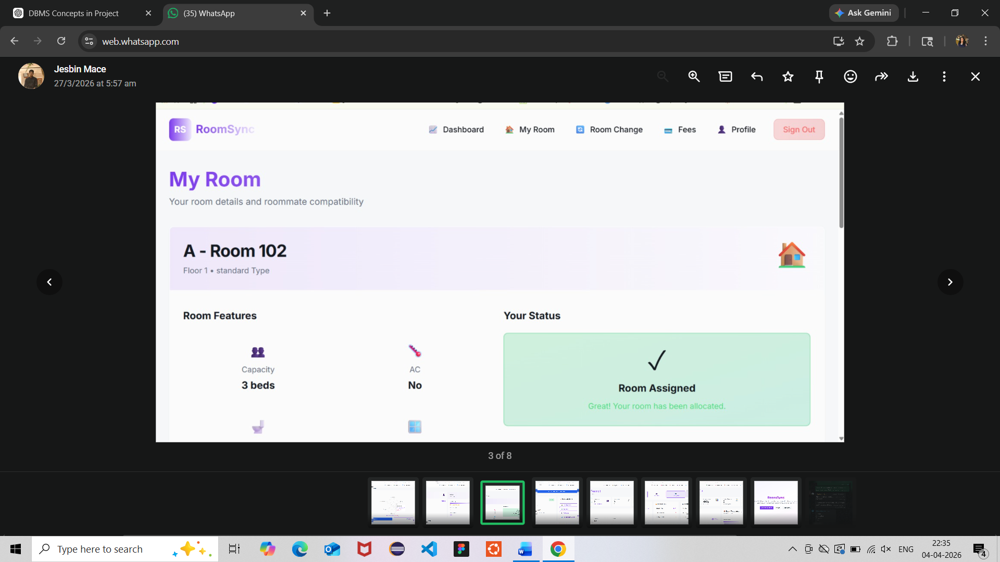 DBMS Concepts in Project
(35) WhatsApp
Ask Gemini
web.whatsapp.com
Jesbin Mace
27/3/2026 at 5:57 am
RS RoomSync
Dashboard
My Room
Room Change
Fees
Profile
Sign Out
My Room
Your room details and roommate compatibility
A - Room 102
Floor 1 • standard Type
Room Features
Your Status
Capacity
3 beds
AC
No
Room Assigned
Great! Your room has been allocated.
3 of 8
RoomSync
Type here to search
ENG
22:35
04-04-2026
4